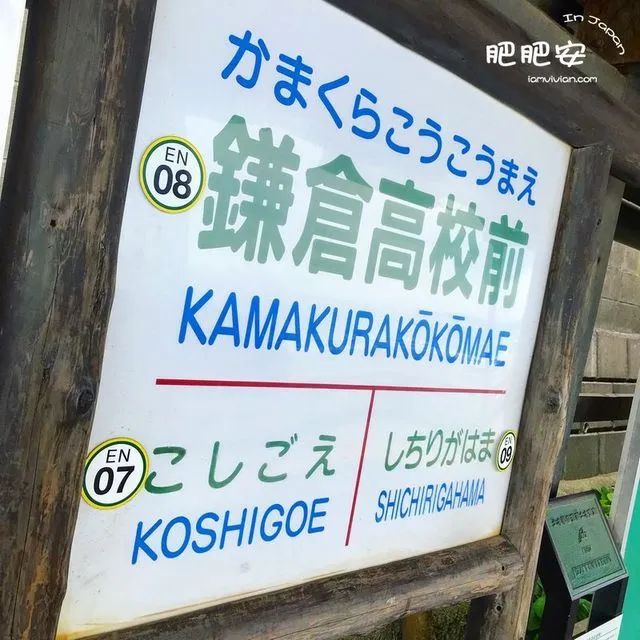 肥肥安 In Japan
iamvivian.com
かまくらこうこうまえ
EN
08
鎌倉高校前
KAMAKURAKŌKŌMAE
EN
07
こしごえ
KOSHIGOE
しちりがはま
EN
09
SHICHIRIGAHAMA